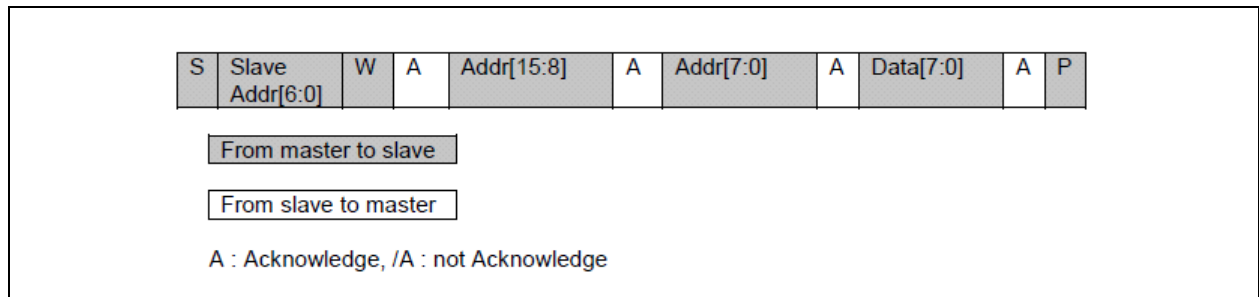 S Slave Addr[6:0] W A Addr[15:8] A Addr[7:0] A Data[7:0] A P
From master to slave
From slave to master
A : Acknowledge, /A : not Acknowledge